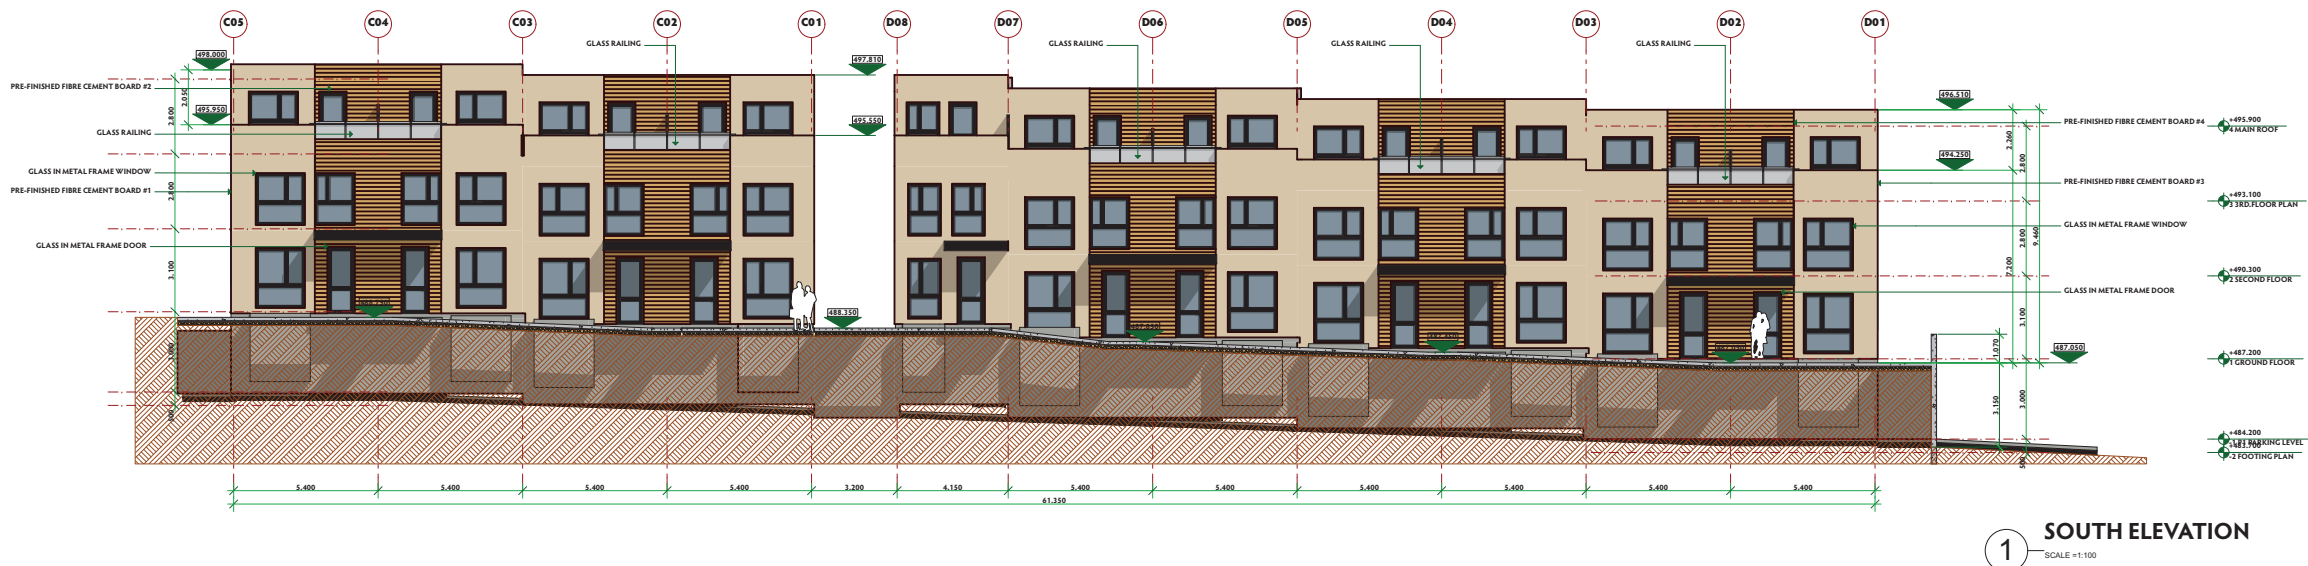 C05 C04 C03 C02 C01 D08 D07 D06 D05 D04 D03 D02 D01
GLASS RAILING GLASS RAILING GLASS RAILING GLASS RAILING
498.000 497.810
PRE-FINISHED FIBRE CEMENT BOARD #2
2.050
2.800
495.950
GLASS RAILING
495.550
GLASS IN METAL FRAME WINDOW
PRE-FINISHED FIBRE CEMENT BOARD #1
2.800
GLASS IN METAL FRAME DOOR
3.100
488.350
496.510
PRE-FINISHED FIBRE CEMENT BOARD #4
+495.900
4 MAIN ROOF
2.260
2.800
494.250
PRE-FINISHED FIBRE CEMENT BOARD #3
+493.100
3 3RD.FLOOR PLAN
GLASS IN METAL FRAME WINDOW
2.800
9.460
7.200
+490.300
2 SECOND FLOOR
GLASS IN METAL FRAME DOOR
3.100
1.070
487.050
+487.200
1 GROUND FLOOR
3.150
3.000
+484.200
-1 P1 PARKING LEVEL
+483.700
-2 FOOTING PLAN
500
5.400 5.400 5.400 5.400 3.200 4.150 5.400 5.400 5.400 5.400 5.400 5.400
61.350
1 SOUTH ELEVATION
SCALE =1:100